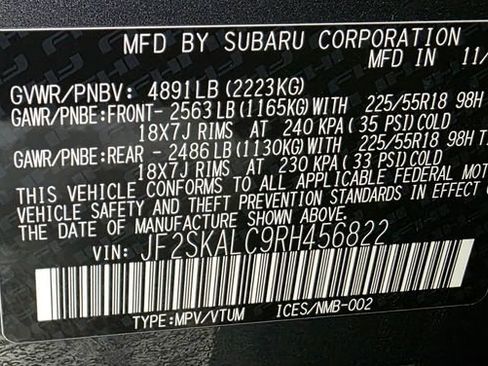 MFD BY SUBARU CORPORATION
MFD IN 11/
GVWR/PNBV: 4891LB (2223KG)
GAWR/PNBE:FRONT- 2563 LB (1165KG) WITH 225/55R18 98H
18X7J RIMS AT 240 KPA (35 PSI) COLD
GAWR/PNBE:REAR - 2486 LB (1130KG) WITH 225/55R18 98H
18X7J RIMS AT 230 KPA (33 PSI) COLD
THIS VEHICLE CONFORMS TO ALL APPLICABLE FEDERAL
VEHICLE SAFETY AND THEFT PREVENTION STANDARDS IN EFFECT
THE DATE OF MANUFACTURE SHOWN ABOVE.
VIN: JF2SKALC9RH456822
TYPE:MPV/VTUM ICES/NMB-002